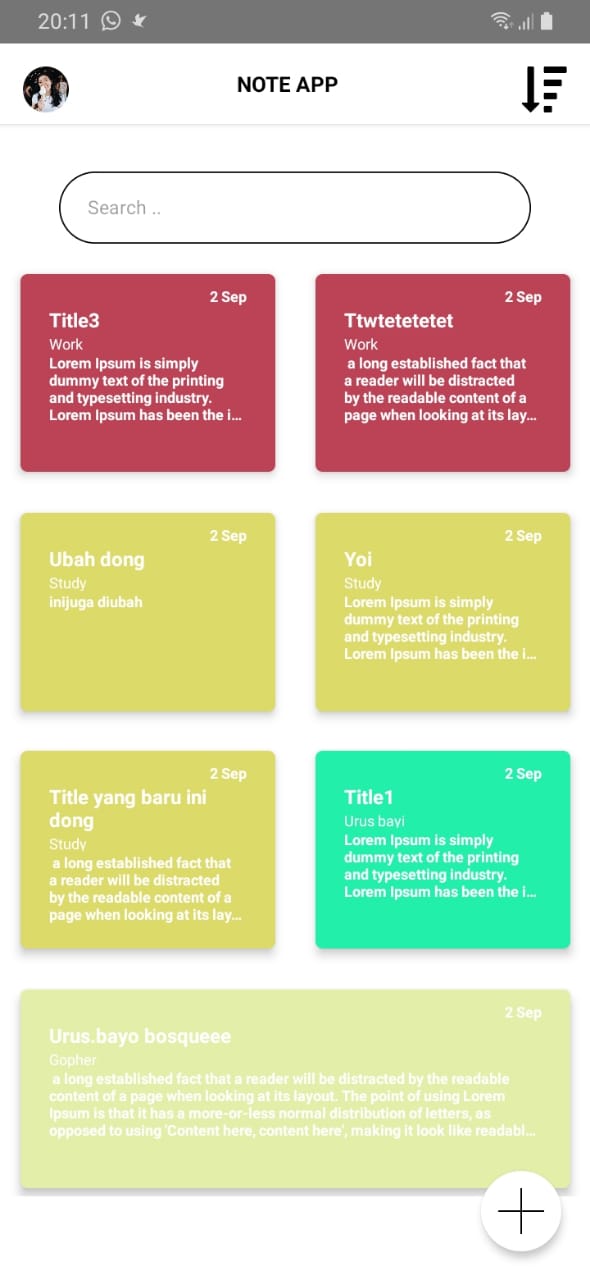 20:11
NOTE APP
Search ..
2 Sep
Title3
Work
Lorem Ipsum is simply
dummy text of the printing
and typesetting industry.
Lorem Ipsum has been the i...
2 Sep
Ttwtetetetet
Work
a long established fact that
a reader will be distracted
by the readable content of a
page when looking at its lay...
2 Sep
Ubah dong
Study
inijuga diubah
2 Sep
Yoi
Study
Lorem Ipsum is simply
dummy text of the printing
and typesetting industry.
Lorem Ipsum has been the i...
2 Sep
Title yang baru ini
dong
Study
a long established fact that
a reader will be distracted
by the readable content of a
page when looking at its lay...
2 Sep
Title1
Urus bayi
Lorem Ipsum is simply
dummy text of the printing
and typesetting industry.
Lorem Ipsum has been the i...
2 Sep
Urus.bayo bosqueee
Gopher
a long established fact that a reader will be distracted by the readable
content of a page when looking at its layout. The point of using Lorem
Ipsum is that it has a more-or-less normal distribution of letters, as
opposed to using 'Content here, content here', making it look like readabl...